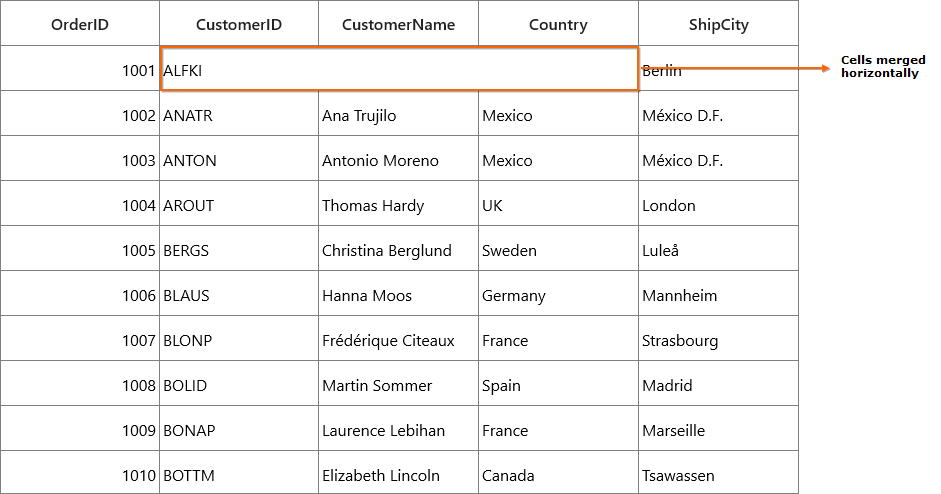 OrderID CustomerID CustomerName Country ShipCity
1001 ALFKI Berlin
Cells merged
horizontally
1002 ANATR Ana Trujilo Mexico México D.F.
1003 ANTON Antonio Moreno Mexico México D.F.
1004 AROUT Thomas Hardy UK London
1005 BERGS Christina Berglund Sweden Luleå
1006 BLAUS Hanna Moos Germany Mannheim
1007 BLONP Frédérique Citeaux France Strasbourg
1008 BOLID Martin Sommer Spain Madrid
1009 BONAP Laurence Lebihan France Marseille
1010 BOTTM Elizabeth Lincoln Canada Tsawassen